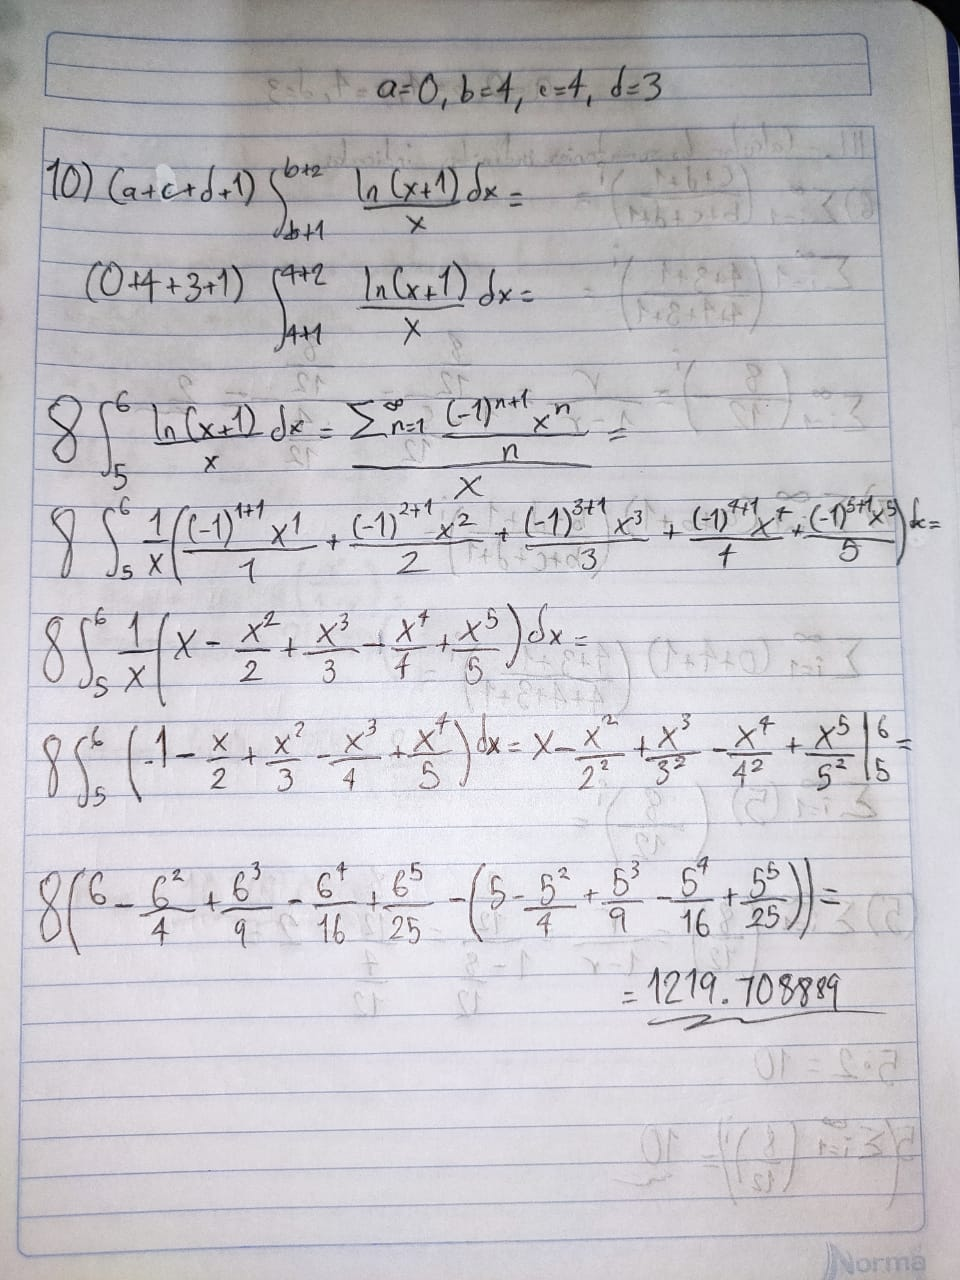 a=0, b=4, c=4, d=3
10) (a+c+d+1) ∫_{b+1}^{b+2} ln(x+1)/x dx =
(0+4+3+1) ∫_{4+1}^{4+2} ln(x+1)/x dx =
8 ∫_5^6 ln(x+1)/x dx = (Σ_{n=1}^∞ (-1)^{n+1} x^n / n) / x =
8 ∫_5^6 1/x ((-1)^{1+1} x^1/1 + (-1)^{2+1} x^2/2 + (-1)^{3+1} x^3/3 + (-1)^{4+1} x^4/4 + (-1)^{5+1} x^5/5) dx =
8 ∫_5^6 1/x (x - x^2/2 + x^3/3 - x^4/4 + x^5/5) dx =
8 ∫_5^6 (1 - x/2 + x^2/3 - x^3/4 + x^4/5) dx = x - x^2/2^2 + x^3/3^2 - x^4/4^2 + x^5/5^2 |_5^6 =
8 (6 - 6^2/4 + 6^3/9 - 6^4/16 + 6^5/25 - (5 - 5^2/4 + 5^3/9 - 5^4/16 + 5^5/25)) =
= 1219.708889
Norma